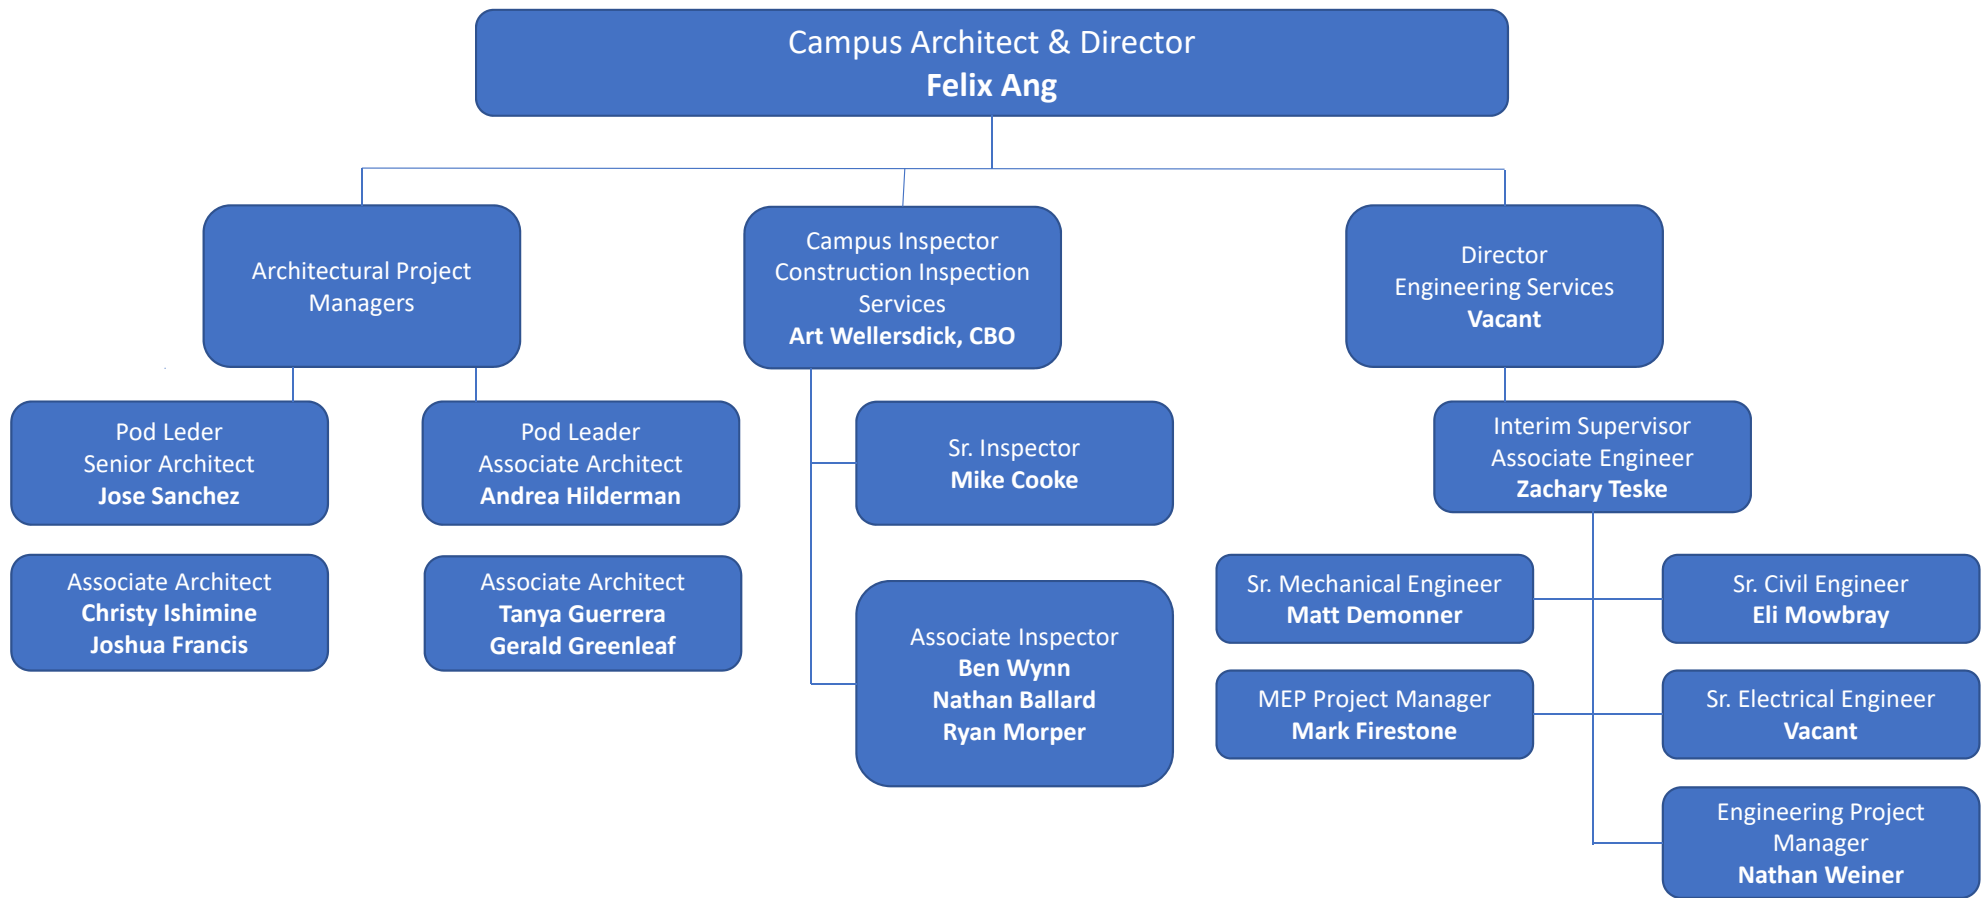 Campus Architect & Director
Felix Ang
Architectural Project
Managers
Campus Inspector
Construction Inspection
Services
Art Wellersdick, CBO
Director
Engineering Services
Vacant
Pod Leder
Senior Architect
Jose Sanchez
Pod Leader
Associate Architect
Andrea Hilderman
Sr. Inspector
Mike Cooke
Interim Supervisor
Associate Engineer
Zachary Teske
Associate Architect
Christy Ishimine
Joshua Francis
Associate Architect
Tanya Guerrera
Gerald Greenleaf
Associate Inspector
Ben Wynn
Nathan Ballard
Ryan Morper
Sr. Mechanical Engineer
Matt Demonner
Sr. Civil Engineer
Eli Mowbray
MEP Project Manager
Mark Firestone
Sr. Electrical Engineer
Vacant
Engineering Project
Manager
Nathan Weiner